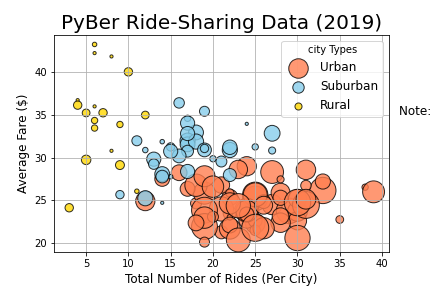 PyBer Ride-Sharing Data (2019)
city Types
Urban
Suburban
Rural
Note:
Average Fare ($)
40
35
30
25
20
5
10
15
20
25
30
35
40
Total Number of Rides (Per City)